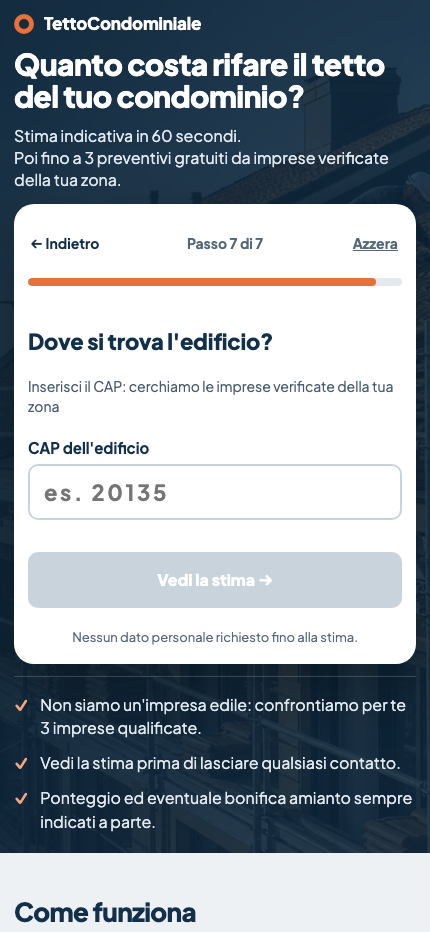 TettoCondominiale
Quanto costa rifare il tetto
del tuo condominio?
Stima indicativa in 60 secondi.
Poi fino a 3 preventivi gratuiti da imprese verificate
della tua zona.
← Indietro
Passo 7 di 7
Azzera
Dove si trova l'edificio?
Inserisci il CAP: cerchiamo le imprese verificate della tua
zona
CAP dell'edificio
es. 20135
Vedi la stima →
Nessun dato personale richiesto fino alla stima.
Non siamo un'impresa edile: confrontiamo per te
3 imprese qualificate.
Vedi la stima prima di lasciare qualsiasi contatto.
Ponteggio ed eventuale bonifica amianto sempre
indicati a parte.
Come funziona